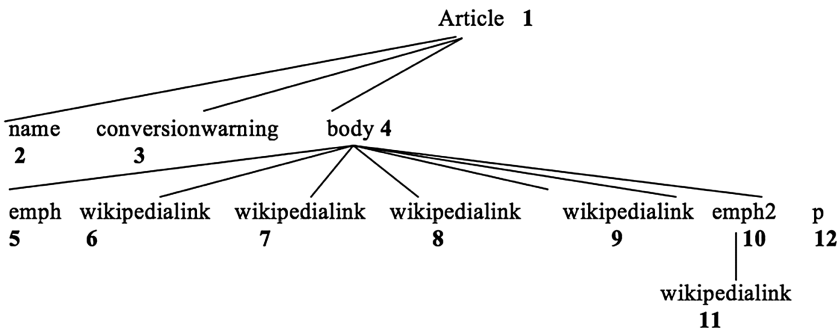 Article 1
name conversionwarning body 4
2 3
emph wikipedialink wikipedialink wikipedialink wikipedialink emph2 p
5 6 7 8 9 10 12
wikipedialink
11